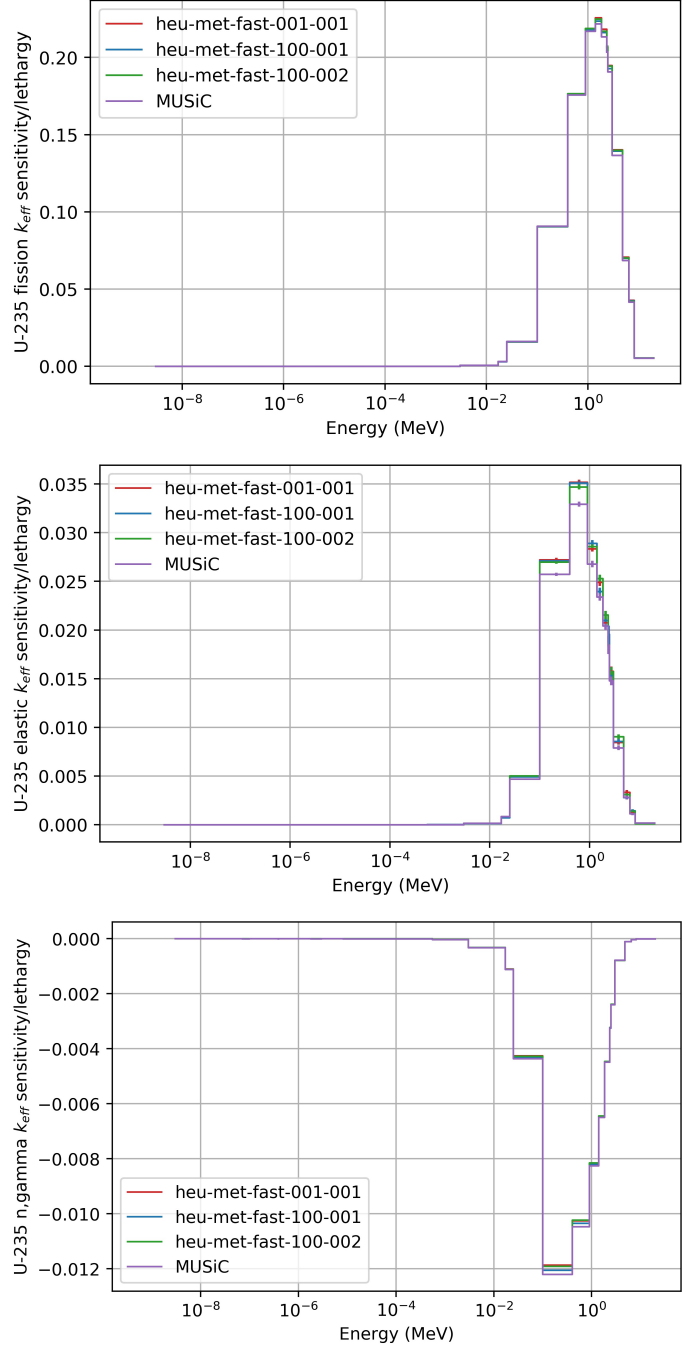 heu-met-fast-001-001
heu-met-fast-100-001
heu-met-fast-100-002
MUSiC
0.20
0.15
0.10
0.05
0.00
U-235 fission k_eff sensitivity/lethargy
10^-8
10^-6
10^-4
10^-2
10^0
Energy (MeV)
heu-met-fast-001-001
heu-met-fast-100-001
heu-met-fast-100-002
MUSiC
0.035
0.030
0.025
0.020
0.015
0.010
0.005
0.000
U-235 elastic k_eff sensitivity/lethargy
10^-8
10^-6
10^-4
10^-2
10^0
Energy (MeV)
0.000
−0.002
−0.004
−0.006
−0.008
−0.010
−0.012
U-235 n,gamma k_eff sensitivity/lethargy
heu-met-fast-001-001
heu-met-fast-100-001
heu-met-fast-100-002
MUSiC
10^-8
10^-6
10^-4
10^-2
10^0
Energy (MeV)